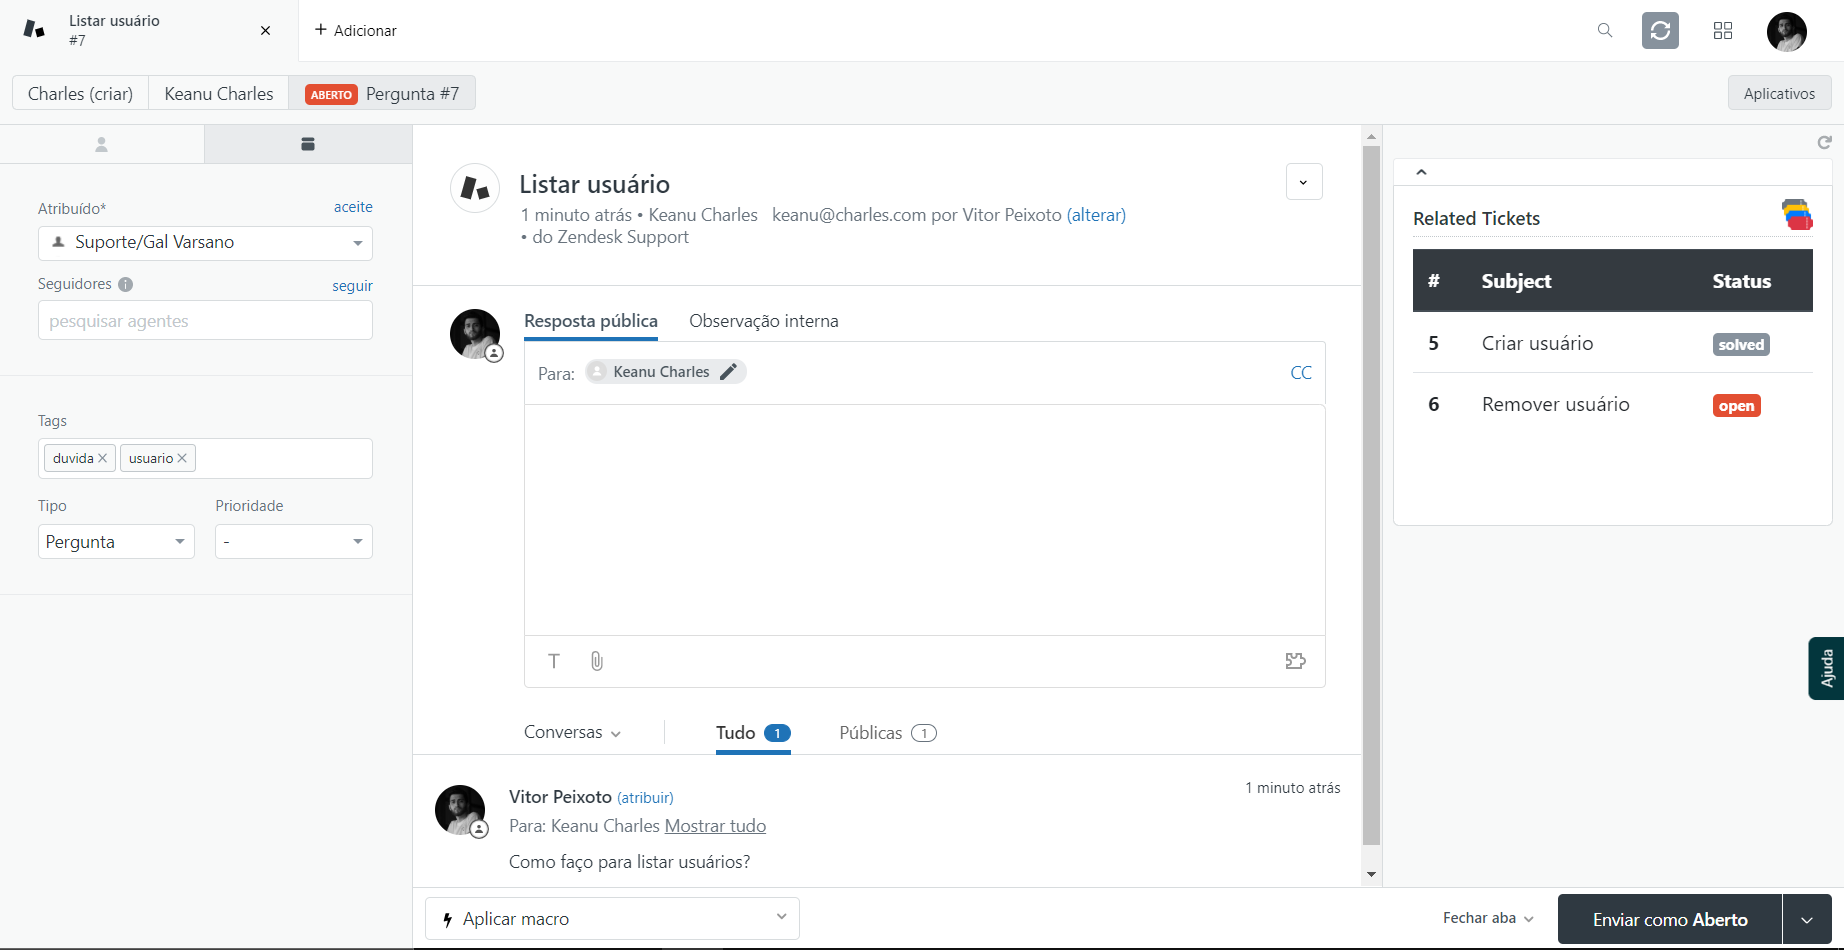 Listar usuário
#7
Adicionar
Charles (criar)
Keanu Charles
ABERTO Pergunta #7
Aplicativos
Atribuído*
aceite
Suporte/Gal Varsano
Seguidores
seguir
pesquisar agentes
Tags
duvida
usuario
Tipo
Prioridade
Pergunta
-
Listar usuário
1 minuto atrás • Keanu Charles keanu@charles.com por Vitor Peixoto (alterar)
• do Zendesk Support
Resposta pública
Observação interna
Para: Keanu Charles
CC
T
Conversas
Tudo 1
Públicas 1
Vitor Peixoto (atribuir)
1 minuto atrás
Para: Keanu Charles Mostrar tudo
Como faço para listar usuários?
Aplicar macro
Fechar aba
Enviar como Aberto
Related Tickets
# Subject Status
5 Criar usuário solved
6 Remover usuário open
Ajuda